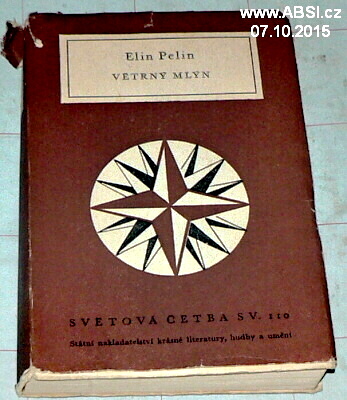 www.ABSI.cz
07.10.2015
Elin Pelin
VĚTRNÝ MLÝN
SVĚTOVÁ ČETBA SV. 110
Státní nakladatelství krásné literatury, hudby a umění